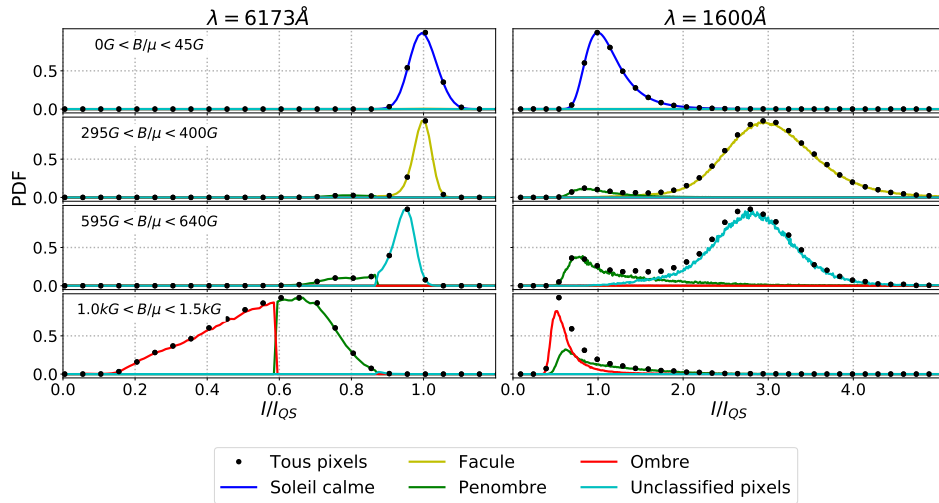 λ = 6173Å
λ = 1600Å
0G < B/μ < 45G
0.5
0.0
295G < B/μ < 400G
0.5
0.0
595G < B/μ < 640G
0.5
0.0
1.0kG < B/μ < 1.5kG
0.5
0.0
PDF
0.0 0.2 0.4 0.6 0.8 1.0
0.0 1.0 2.0 3.0 4.0
I/I_QS
I/I_QS
Tous pixels
Soleil calme
Facule
Penombre
Ombre
Unclassified pixels